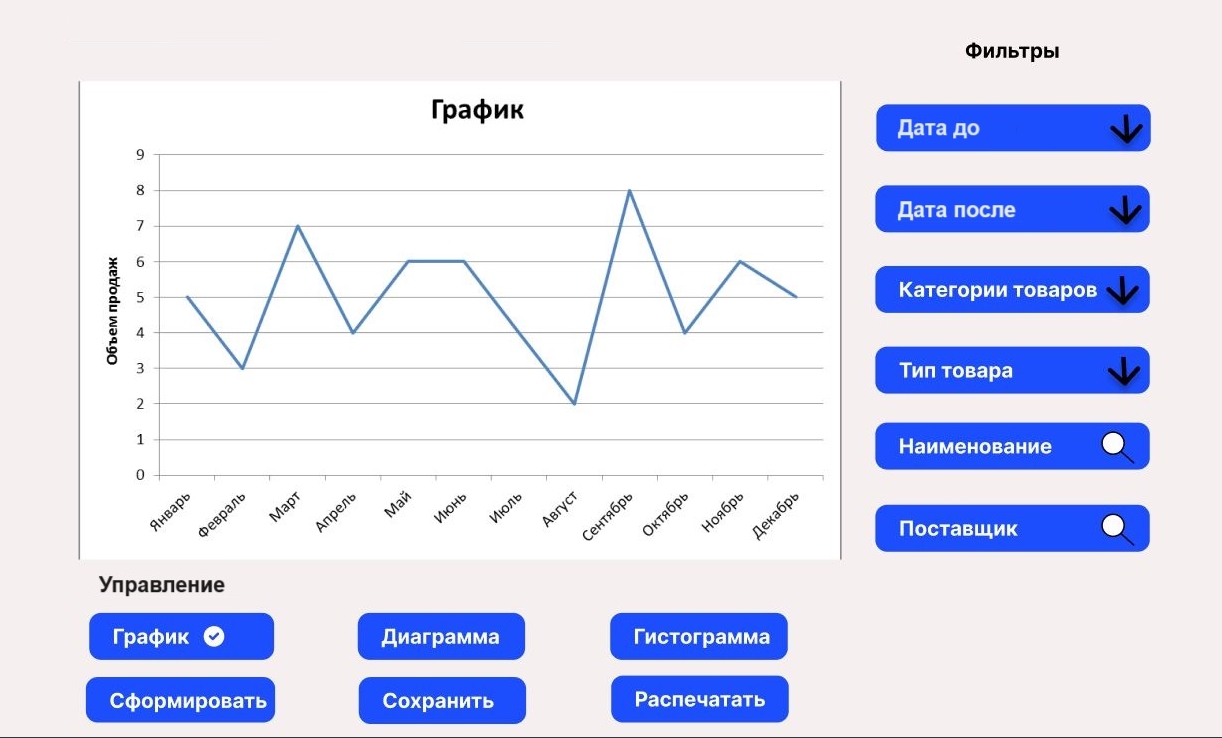 Фильтры
График
Дата до
Дата после
Категории товаров
Тип товара
Наименование
Поставщик
Объем продаж
9
8
7
6
5
4
3
2
1
0
Январь
Февраль
Март
Апрель
Май
Июнь
Июль
Август
Сентябрь
Октябрь
Ноябрь
Декабрь
Управление
График
Диаграмма
Гистограмма
Сформировать
Сохранить
Распечатать